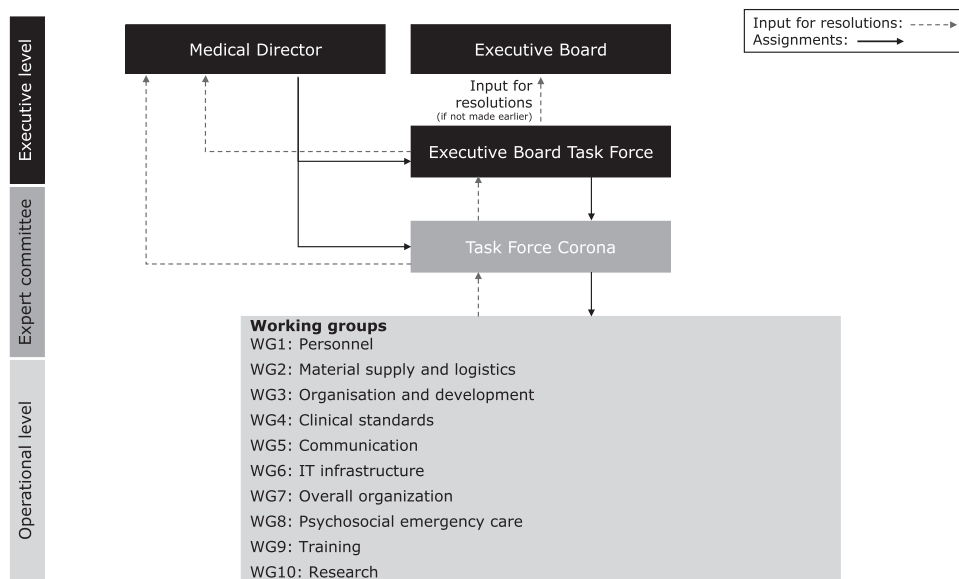 Input for resolutions:
Assignments:
Executive level
Medical Director
Executive Board
Input for
resolutions
(if not made earlier)
Executive Board Task Force
Expert committee
Task Force Corona
Operational level
Working groups
WG1: Personnel
WG2: Material supply and logistics
WG3: Organisation and development
WG4: Clinical standards
WG5: Communication
WG6: IT infrastructure
WG7: Overall organization
WG8: Psychosocial emergency care
WG9: Training
WG10: Research